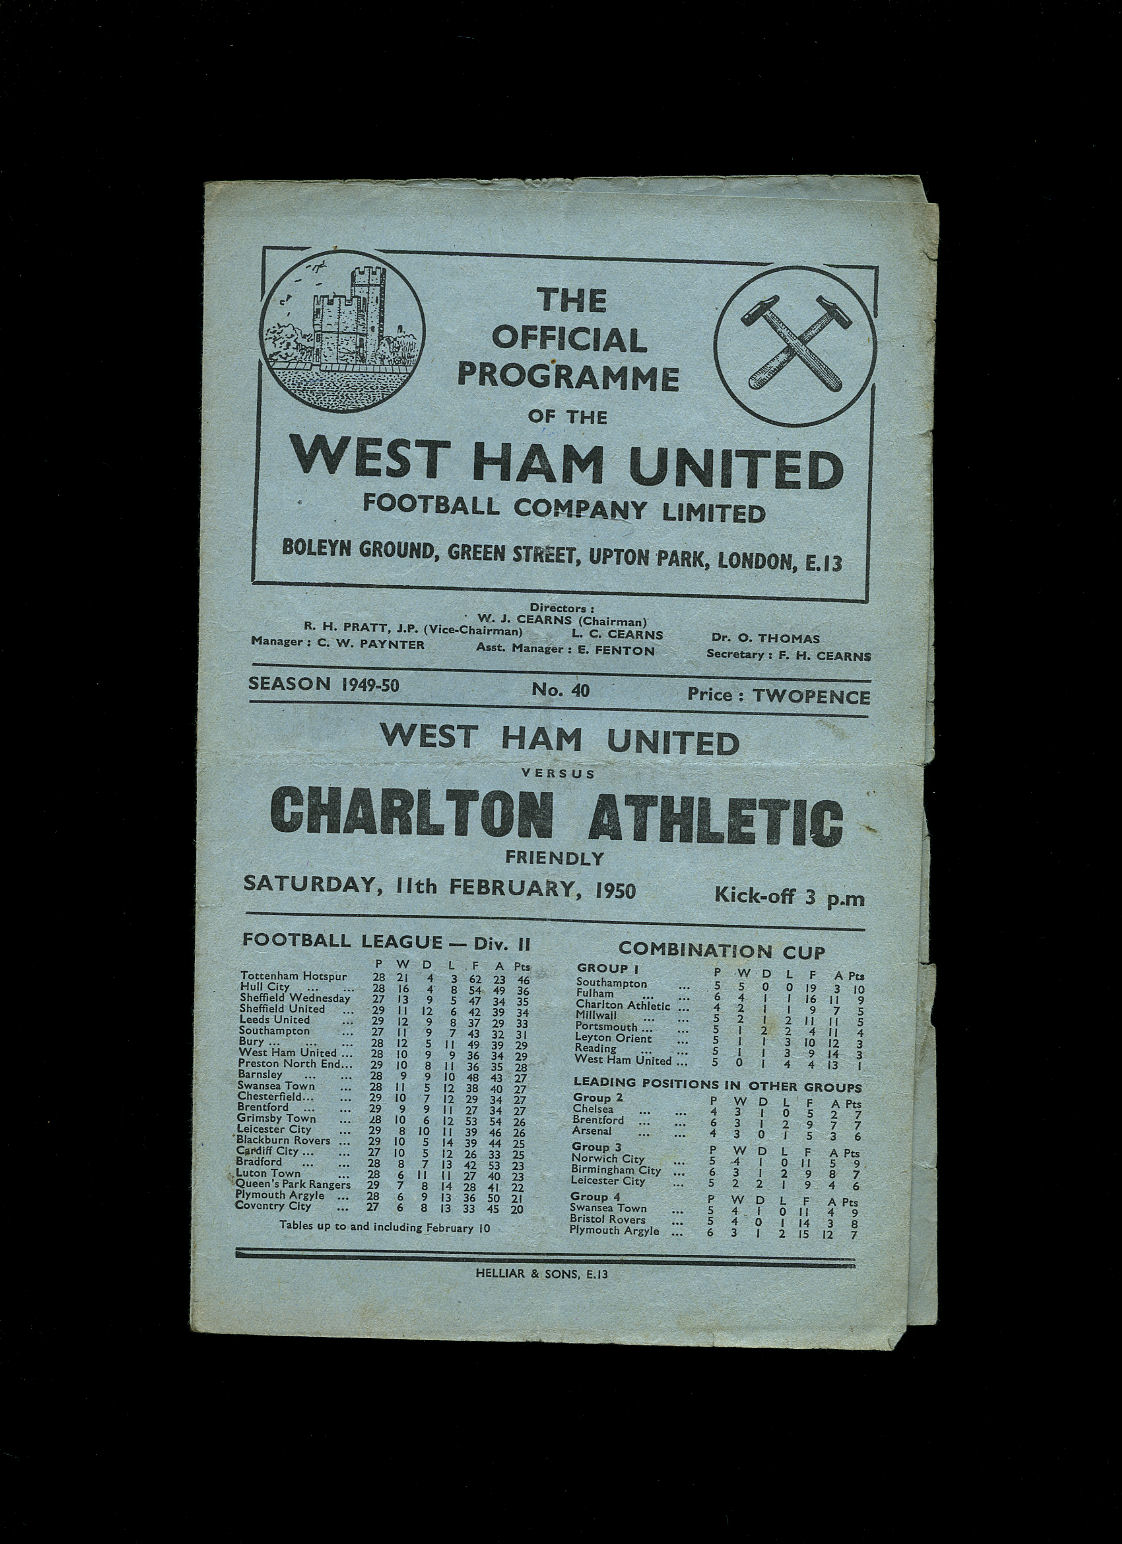 THE
OFFICIAL
PROGRAMME
OF THE
WEST HAM UNITED
FOOTBALL COMPANY LIMITED
BOLEYN GROUND, GREEN STREET, UPTON PARK, LONDON, E.13
Directors :
W. J. CEARNS (Chairman)
R. H. PRATT, J.P. (Vice-Chairman) L. C. CEARNS Dr. O. THOMAS
Manager : C. W. PAYNTER Asst. Manager : E. FENTON Secretary : F. H. CEARNS
SEASON 1949-50 No. 40 Price : TWOPENCE
WEST HAM UNITED
VERSUS
CHARLTON ATHLETIC
FRIENDLY
SATURDAY, 11th FEBRUARY, 1950 Kick-off 3 p.m
FOOTBALL LEAGUE — Div. II
P W D L F A Pts
Tottenham Hotspur 28 21 4 3 62 23 46
Hull City ... ... 28 16 4 8 54 49 36
Sheffield Wednesday 27 13 9 5 47 34 35
Sheffield United ... 29 11 12 6 42 39 34
Leeds United ... 29 12 9 8 37 29 33
Southampton ... 27 11 9 7 43 32 31
Bury ... ... ... 28 12 5 11 49 39 29
West Ham United ... 28 10 9 9 36 34 29
Preston North End... 29 10 8 11 36 35 28
Barnsley ... ... 28 9 9 10 48 43 27
Swansea Town ... 28 11 5 12 38 40 27
Chesterfield... ... 29 10 7 12 29 34 27
Brentford ... ... 29 9 9 11 27 34 27
Grimsby Town ... 28 10 6 12 53 54 26
Leicester City ... 29 8 10 11 39 46 26
Blackburn Rovers ... 29 10 5 14 39 44 25
Cardiff City ... ... 27 10 5 12 26 33 25
Bradford ... ... 28 8 7 13 42 53 23
Luton Town ... 28 6 11 11 27 40 23
Queen's Park Rangers 29 7 8 14 28 41 22
Plymouth Argyle ... 28 6 9 13 36 50 21
Coventry City ... 27 6 8 13 33 45 20
Tables up to and including February 10
COMBINATION CUP
GROUP 1 P W D L F A Pts
Southampton ... 5 5 0 0 19 3 10
Fulham ... ... 6 4 1 1 16 11 9
Charlton Athletic ... 4 2 1 1 9 7 5
Millwall ... ... 5 2 1 2 11 11 5
Portsmouth ... ... 5 1 2 2 4 11 4
Leyton Orient ... 5 1 1 3 10 12 3
Reading ... ... 5 1 1 3 9 14 3
West Ham United ... 5 0 1 4 4 13 1
LEADING POSITIONS IN OTHER GROUPS
Group 2 P W D L F A Pts
Chelsea ... ... 4 3 1 0 5 2 7
Brentford ... ... 6 3 1 2 9 7 7
Arsenal ... ... 4 3 0 1 5 3 6
Group 3 P W D L F A Pts
Norwich City ... 5 4 1 0 11 5 9
Birmingham City ... 6 3 1 2 9 8 7
Leicester City ... 5 2 2 1 9 4 6
Group 4 P W D L F A Pts
Swansea Town ... 5 4 1 0 11 4 9
Bristol Rovers ... 5 4 0 1 14 3 8
Plymouth Argyle ... 6 3 1 2 15 12 7
HELLIAR & SONS, E.13